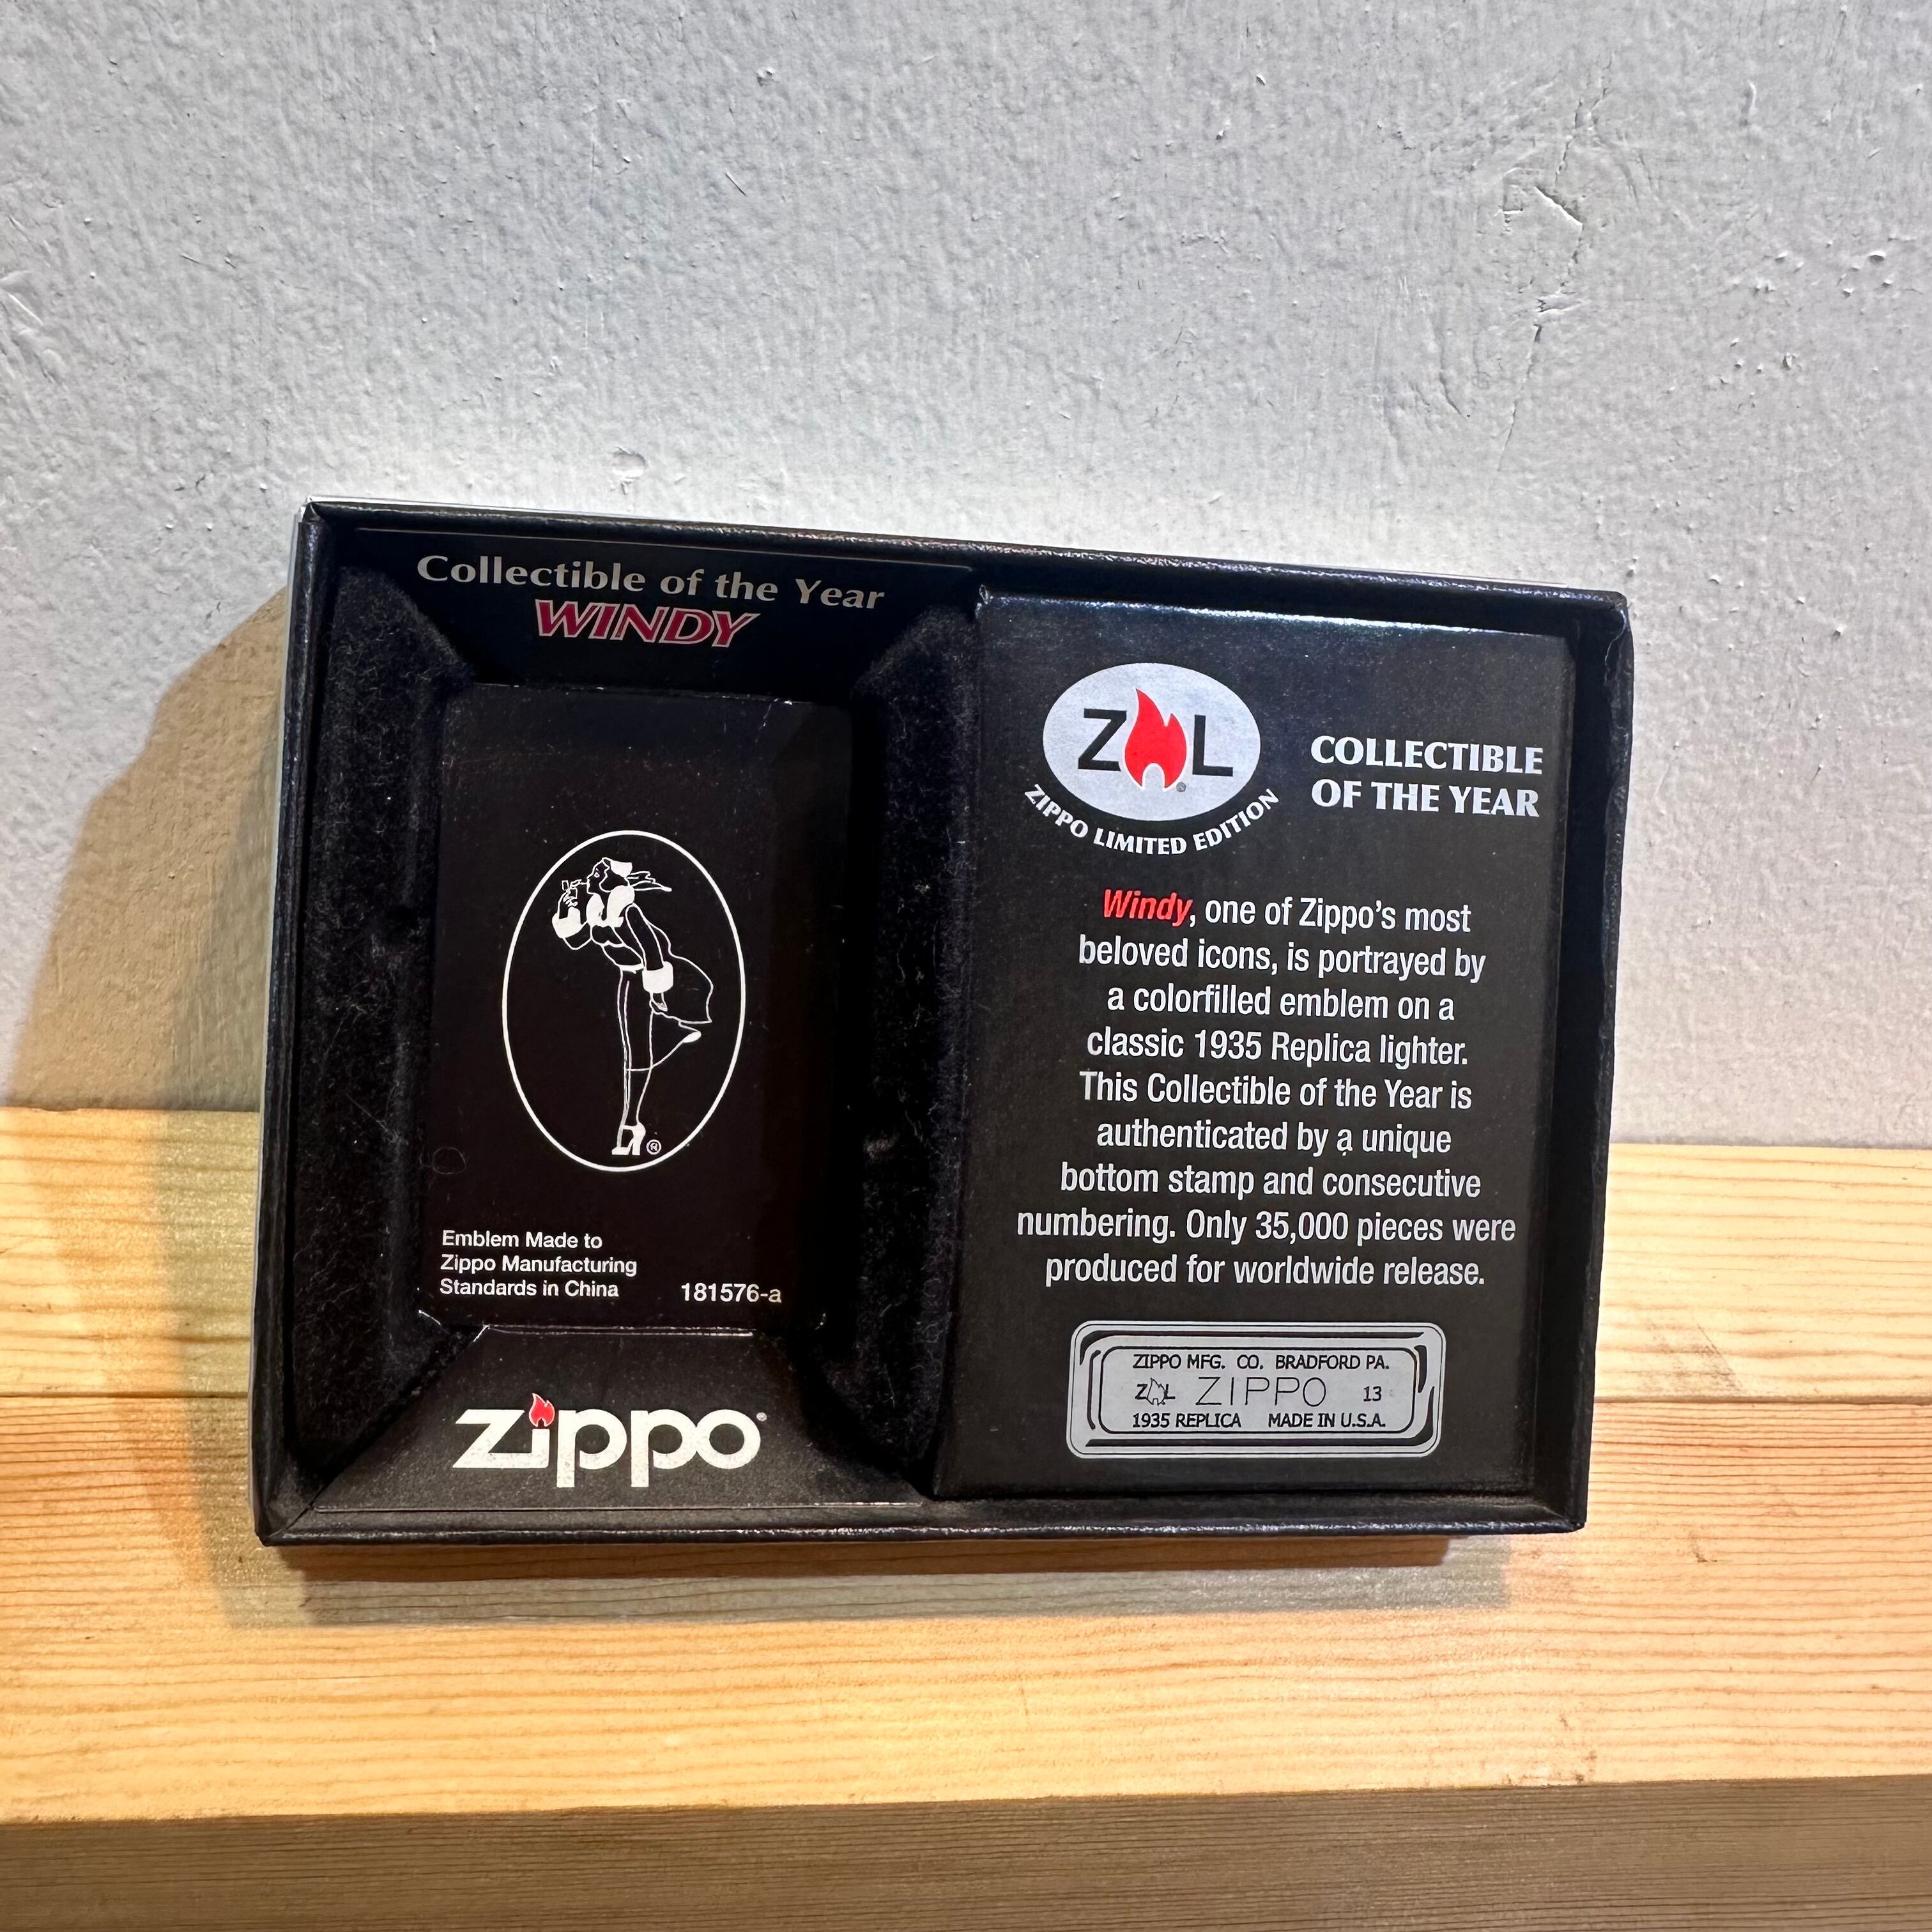 Collectible of the Year
WINDY
®
Emblem Made to
Zippo Manufacturing
Standards in China
181576-a
zippo®
ZL®
ZIPPO LIMITED EDITION
COLLECTIBLE
OF THE YEAR
Windy, one of Zippo's most
beloved icons, is portrayed by
a colorfilled emblem on a
classic 1935 Replica lighter.
This Collectible of the Year is
authenticated by a unique
bottom stamp and consecutive
numbering. Only 35,000 pieces were
produced for worldwide release.
ZIPPO MFG. CO. BRADFORD PA.
ZL ZIPPO 13
1935 REPLICA MADE IN U.S.A.